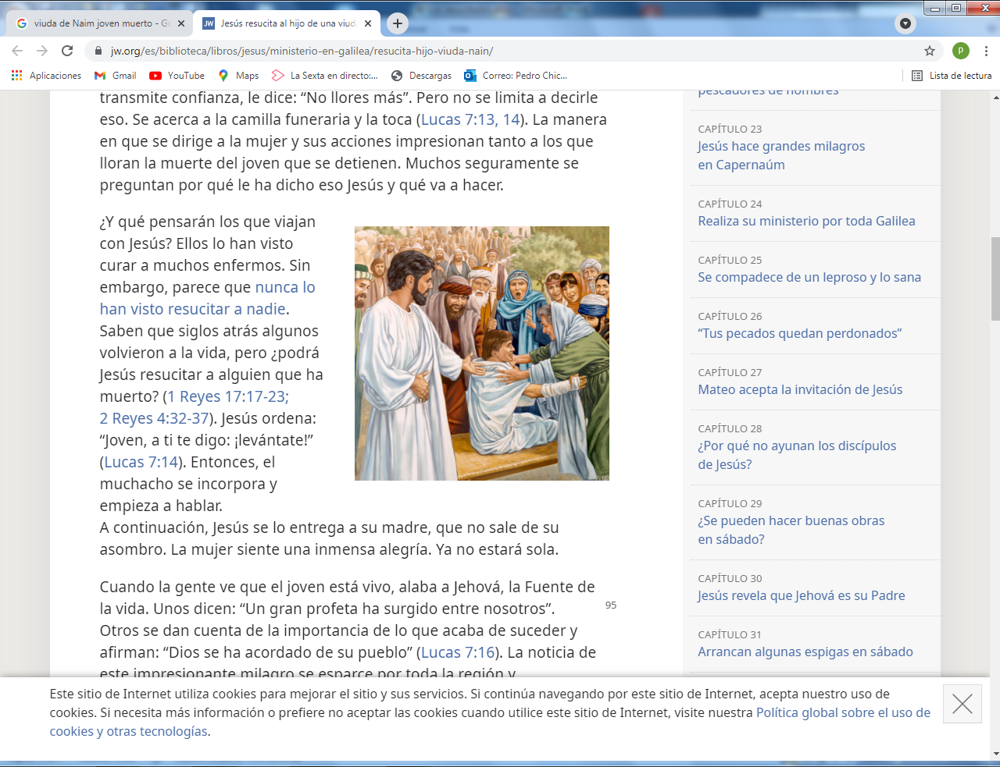 viuda de Naim joven muerto - Go
Jesús resucita al hijo de una viuda
jw.org/es/biblioteca/libros/jesus/ministerio-en-galilea/resucita-hijo-viuda-nain/
p
Aplicaciones
Gmail
YouTube
Maps
La Sexta en directo:...
Descargas
Correo: Pedro Chic...
Lista de lectura
transmite confianza, le dice: “No llores más”. Pero no se limita a decirle
eso. Se acerca a la camilla funeraria y la toca (Lucas 7:13, 14). La manera
en que se dirige a la mujer y sus acciones impresionan tanto a los que
lloran la muerte del joven que se detienen. Muchos seguramente se
preguntan por qué le ha dicho eso Jesús y qué va a hacer.
¿Y qué pensarán los que viajan
con Jesús? Ellos lo han visto
curar a muchos enfermos. Sin
embargo, parece que nunca lo
han visto resucitar a nadie.
Saben que siglos atrás algunos
volvieron a la vida, pero ¿podrá
Jesús resucitar a alguien que ha
muerto? (1 Reyes 17:17-23;
2 Reyes 4:32-37). Jesús ordena:
“Joven, a ti te digo: ¡levántate!”
(Lucas 7:14). Entonces, el
muchacho se incorpora y
empieza a hablar.
A continuación, Jesús se lo entrega a su madre, que no sale de su
asombro. La mujer siente una inmensa alegría. Ya no estará sola.
Cuando la gente ve que el joven está vivo, alaba a Jehová, la Fuente de
la vida. Unos dicen: “Un gran profeta ha surgido entre nosotros”.
95
Otros se dan cuenta de la importancia de lo que acaba de suceder y
afirman: “Dios se ha acordado de su pueblo” (Lucas 7:16). La noticia de
este impresionante milagro se esparce por toda la región y
pescadores de hombres
CAPÍTULO 23
Jesús hace grandes milagros
en Capernaúm
CAPÍTULO 24
Realiza su ministerio por toda Galilea
CAPÍTULO 25
Se compadece de un leproso y lo sana
CAPÍTULO 26
“Tus pecados quedan perdonados”
CAPÍTULO 27
Mateo acepta la invitación de Jesús
CAPÍTULO 28
¿Por qué no ayunan los discípulos
de Jesús?
CAPÍTULO 29
¿Se pueden hacer buenas obras
en sábado?
CAPÍTULO 30
Jesús revela que Jehová es su Padre
CAPÍTULO 31
Arrancan algunas espigas en sábado
Este sitio de Internet utiliza cookies para mejorar el sitio y sus servicios. Si continúa navegando por este sitio de Internet, acepta nuestro uso de
cookies. Si necesita más información o prefiere no aceptar las cookies cuando utilice este sitio de Internet, visite nuestra Política global sobre el uso de
cookies y otras tecnologías.